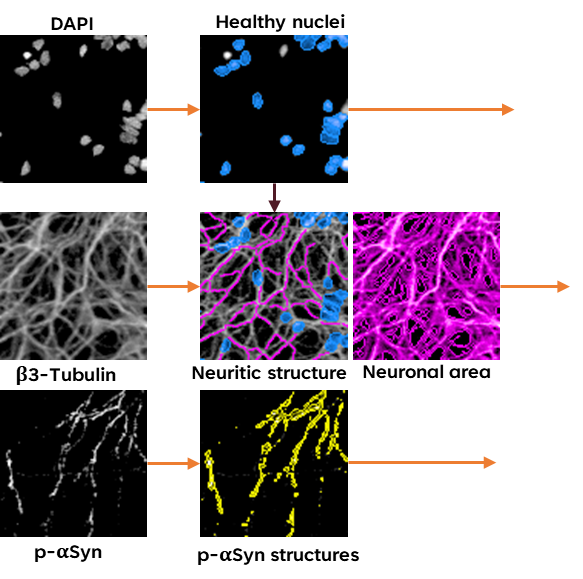 DAPI
Healthy nuclei
β3-Tubulin
Neuritic structure
Neuronal area
p-αSyn
p-αSyn structures